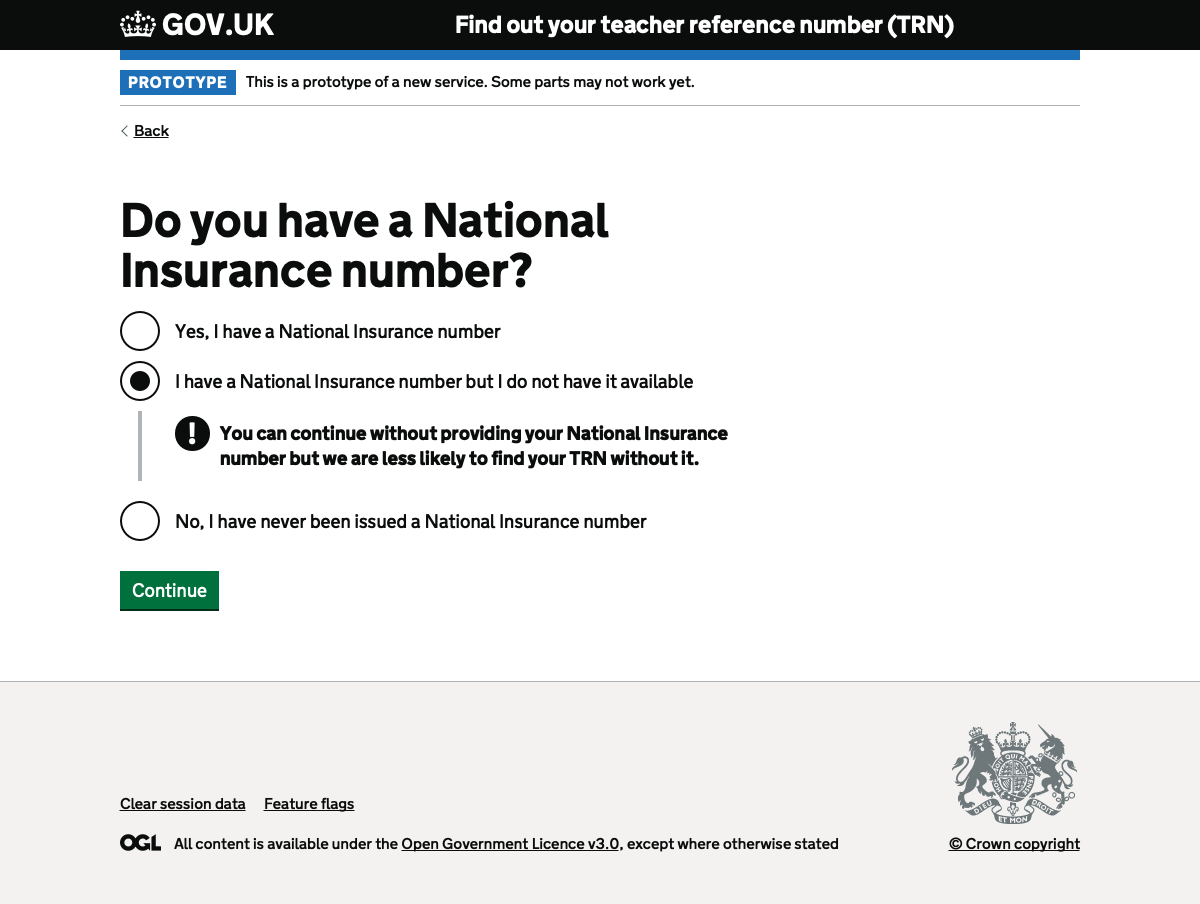 GOV.UK Find out your teacher reference number (TRN)
PROTOTYPE This is a prototype of a new service. Some parts may not work yet.
Back
Do you have a National
Insurance number?
Yes, I have a National Insurance number
I have a National Insurance number but I do not have it available
! You can continue without providing your National Insurance
number but we are less likely to find your TRN without it.
No, I have never been issued a National Insurance number
Continue
Clear session data Feature flags
OGL All content is available under the Open Government Licence v3.0, except where otherwise stated
DIEU ET MON DROIT
© Crown copyright